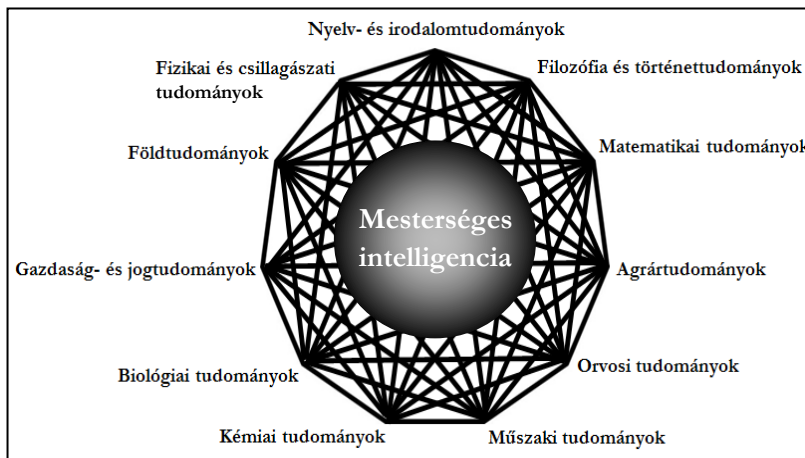 Nyelv- és irodalomtudományok
Fizikai és csillagászati
tudományok
Filozófia és történettudományok
Földtudományok
Matematikai tudományok
Mesterséges
intelligencia
Gazdaság- és jogtudományok
Agrártudományok
Biológiai tudományok
Orvosi tudományok
Kémiai tudományok
Műszaki tudományok